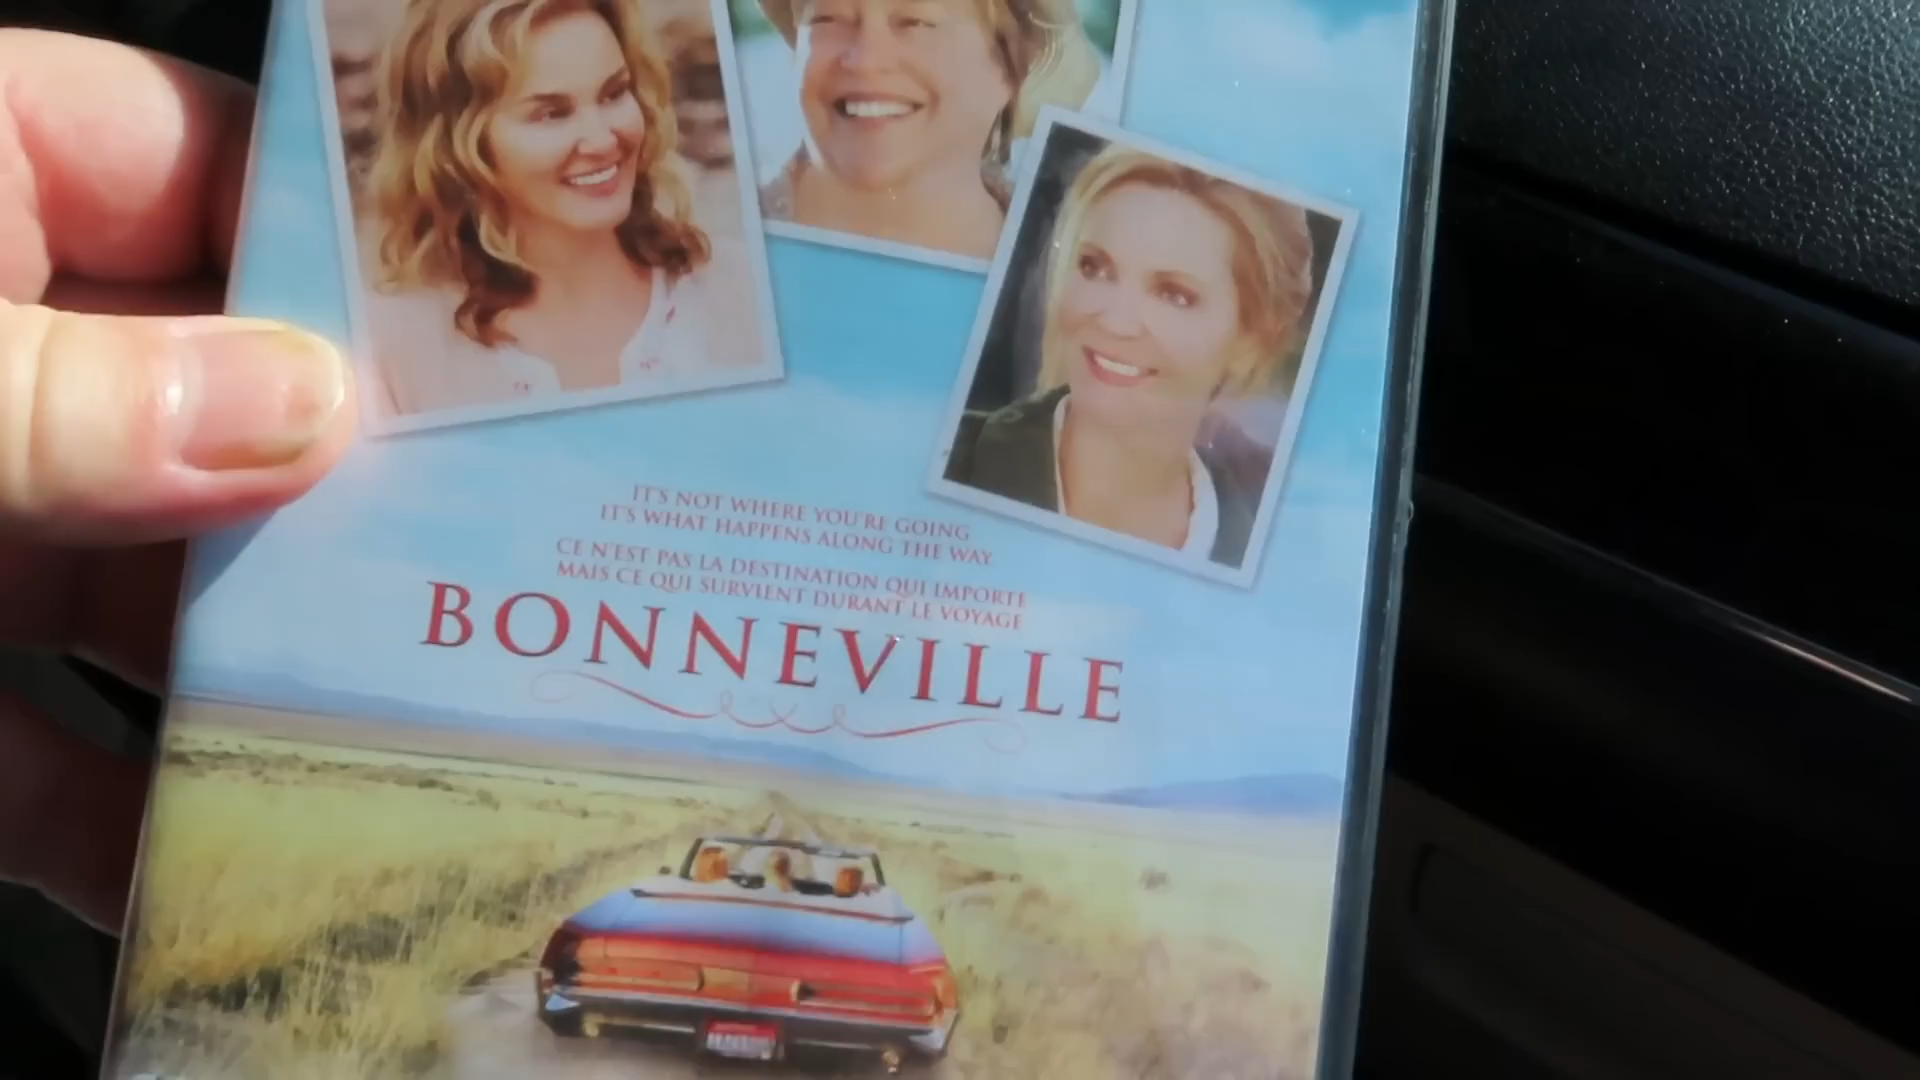 IT'S NOT WHERE YOU'RE GOING
IT'S WHAT HAPPENS ALONG THE WAY
CE N'EST PAS LA DESTINATION QUI IMPORTE
MAIS CE QUI SURVIENT DURANT LE VOYAGE
BONNEVILLE